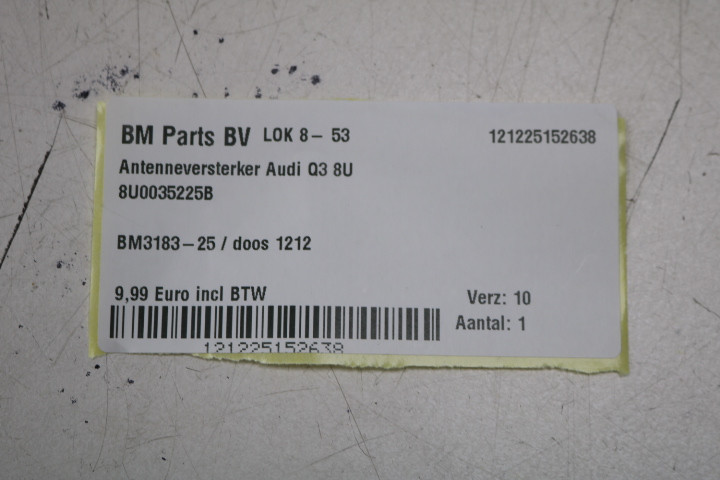 BM Parts BV LOK 8- 53 121225152638
Antenneversterker Audi Q3 8U
8U0035225B
BM3183-25 / doos 1212
9,99 Euro incl BTW Verz: 10
Aantal: 1
121225152638